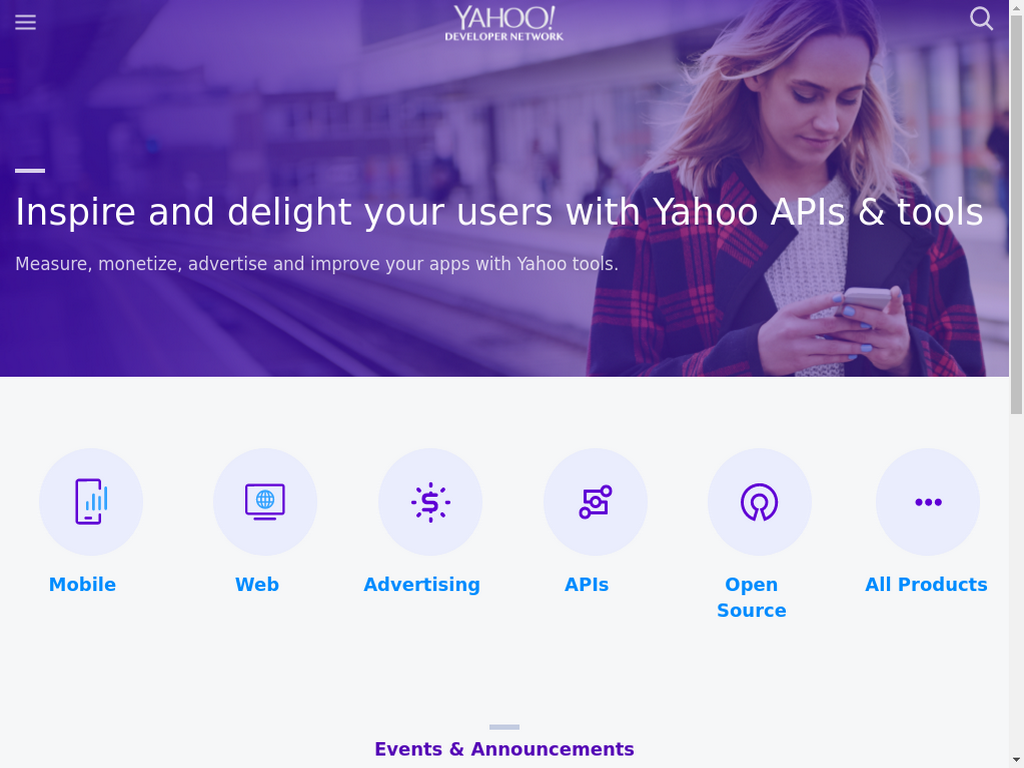 YAHOO!
DEVELOPER NETWORK
Inspire and delight your users with Yahoo APIs & tools
Measure, monetize, advertise and improve your apps with Yahoo tools.
Mobile
Web
Advertising
APIs
Open
Source
All Products
Events & Announcements